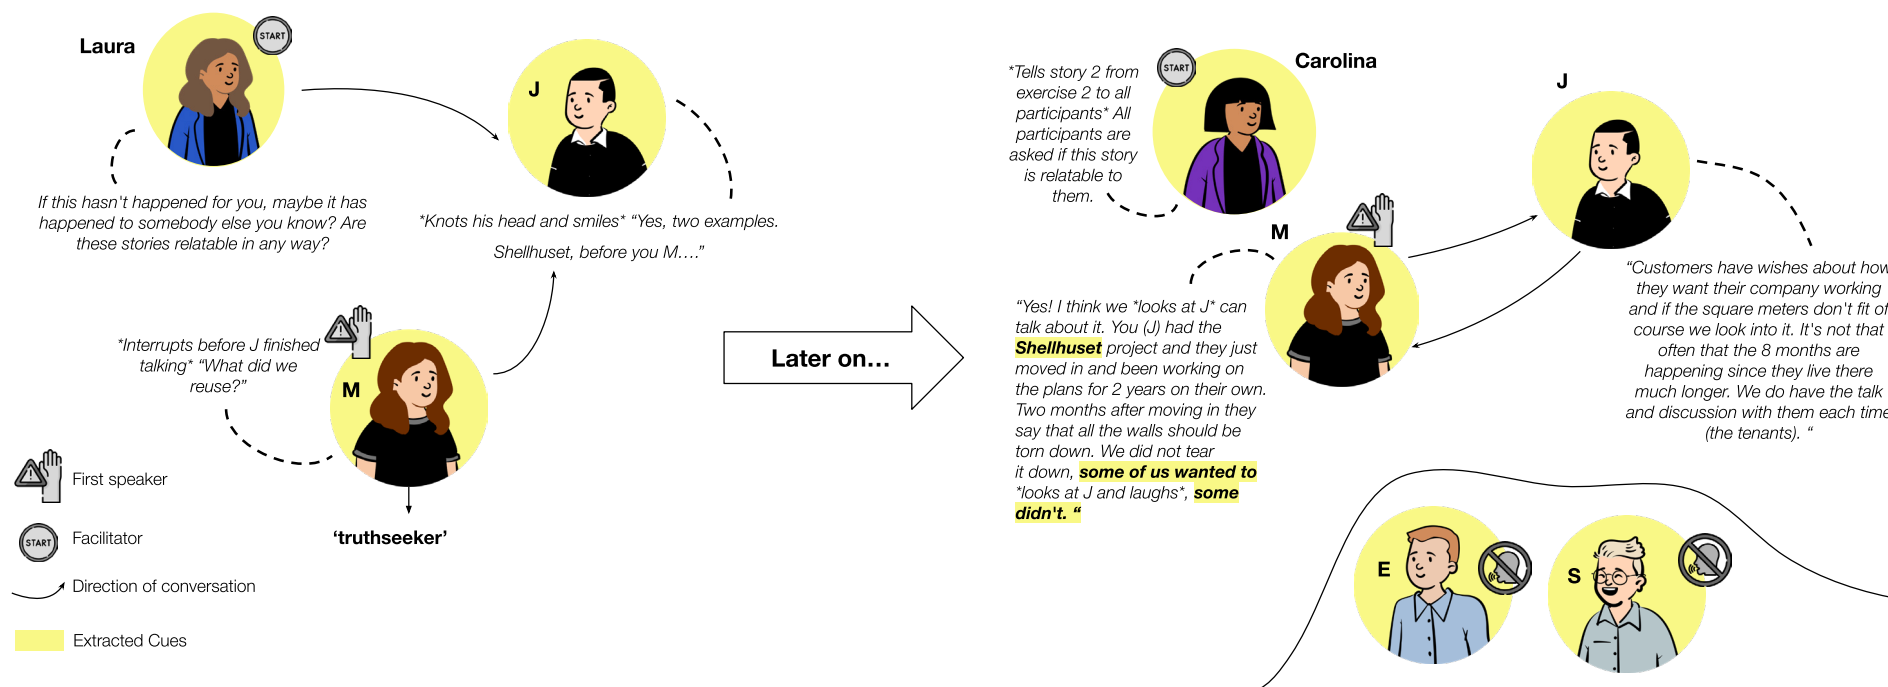 Laura
START
J
If this hasn't happened for you, maybe it has
happened to somebody else you know? Are
these stories relatable in any way?
*Knots his head and smiles* “Yes, two examples.
Shellhuset, before you M….”
*Interrupts before J finished
talking* “What did we
reuse?”
M
'truthseeker'
First speaker
START
Facilitator
Direction of conversation
Extracted Cues
Later on…
*Tells story 2 from
exercise 2 to all
participants* All
participants are
asked if this story
is relatable to
them.
START
Carolina
J
M
“Yes! I think we *looks at J* can
talk about it. You (J) had the
Shellhuset project and they just
moved in and been working on
the plans for 2 years on their own.
Two months after moving in they
say that all the walls should be
torn down. We did not tear
it down, some of us wanted to
*looks at J and laughs*, some
didn't. “
“Customers have wishes about how
they want their company working
and if the square meters don't fit of
course we look into it. It's not that
often that the 8 months are
happening since they live there
much longer. We do have the talk
and discussion with them each time
(the tenants). “
E
S